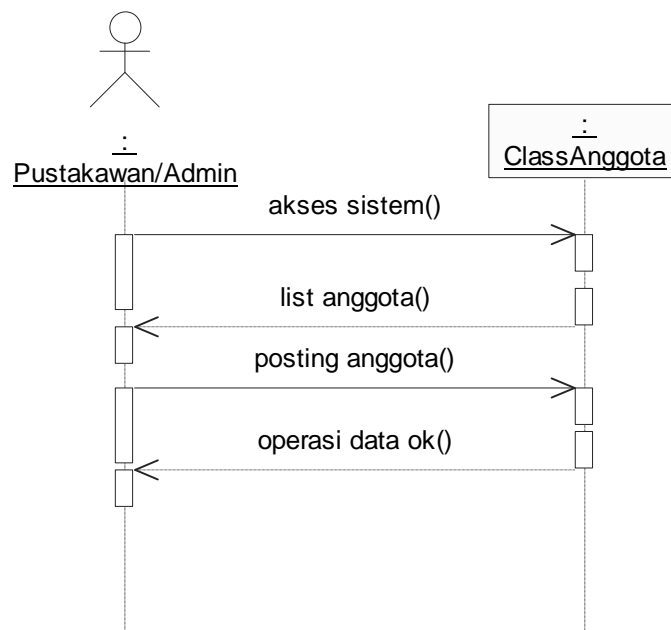 :
Pustakawan/Admin
:
ClassAnggota
akses sistem()
list anggota()
posting anggota()
operasi data ok()